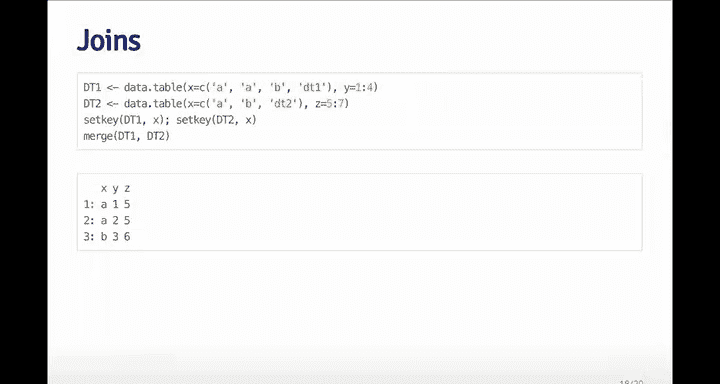 Joins
DT1 <- data.table(x=c('a', 'a', 'b', 'dt1'), y=1:4)
DT2 <- data.table(x=c('a', 'b', 'dt2'), z=5:7)
setkey(DT1, x); setkey(DT2, x)
merge(DT1, DT2)
x y z
1: a 1 5
2: a 2 5
3: b 3 6